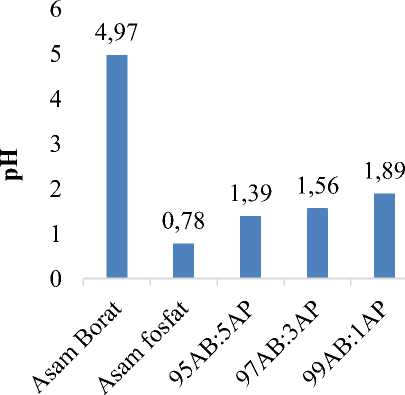 6
4,97
5
4
pH
3
2
1,89
1,56
1,39
1
0,78
0
Asam Borat
Asam fosfat
95AB:5AP
97AB:3AP
99AB:1AP